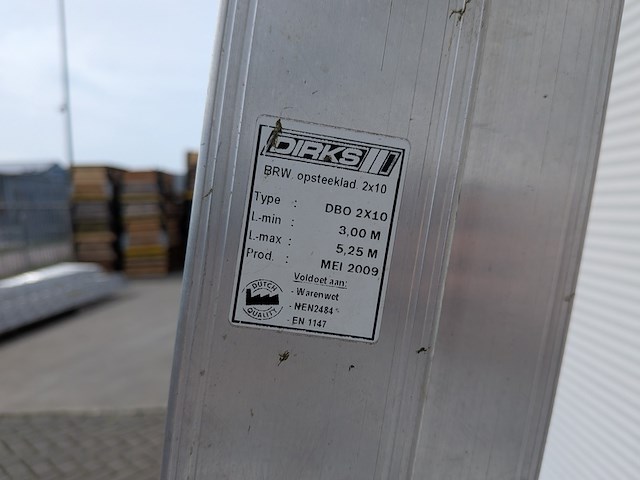 DIRKS
BRW opsteeklad. 2x10
Type : DBO 2X10
L-min : 3,00 M
L-max : 5,25 M
Prod. : MEI 2009
Voldoet aan:
- Warenwet
- NEN2484
- EN 1147
DUTCH
QUALITY